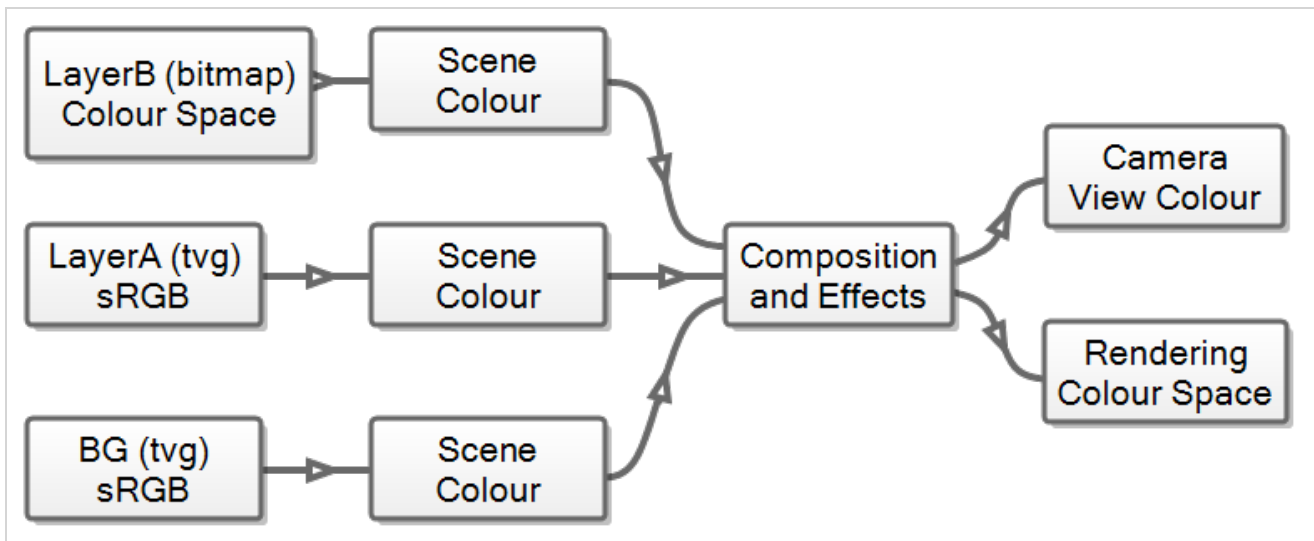 LayerB (bitmap)
Colour Space
Scene
Colour
LayerA (tvg)
sRGB
Scene
Colour
BG (tvg)
sRGB
Scene
Colour
Composition
and Effects
Camera
View Colour
Rendering
Colour Space